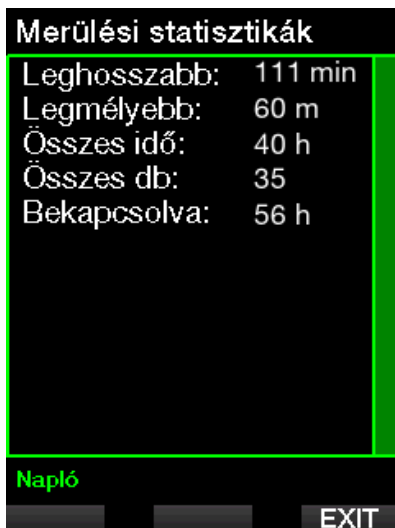 Merülési statisztikák
Leghosszabb: 111 min
Legmélyebb: 60 m
Összes idő: 40 h
Összes db: 35
Bekapcsolva: 56 h
Napló
EXIT